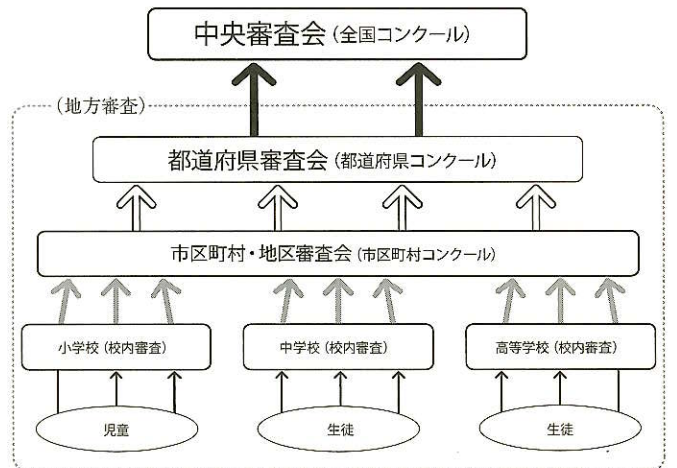 中央審査会(全国コンクール)
(地方審査)
都道府県審査会(都道府県コンクール)
市区町村・地区審査会(市区町村コンクール)
小学校(校内審査)
中学校(校内審査)
高等学校(校内審査)
児童
生徒
生徒